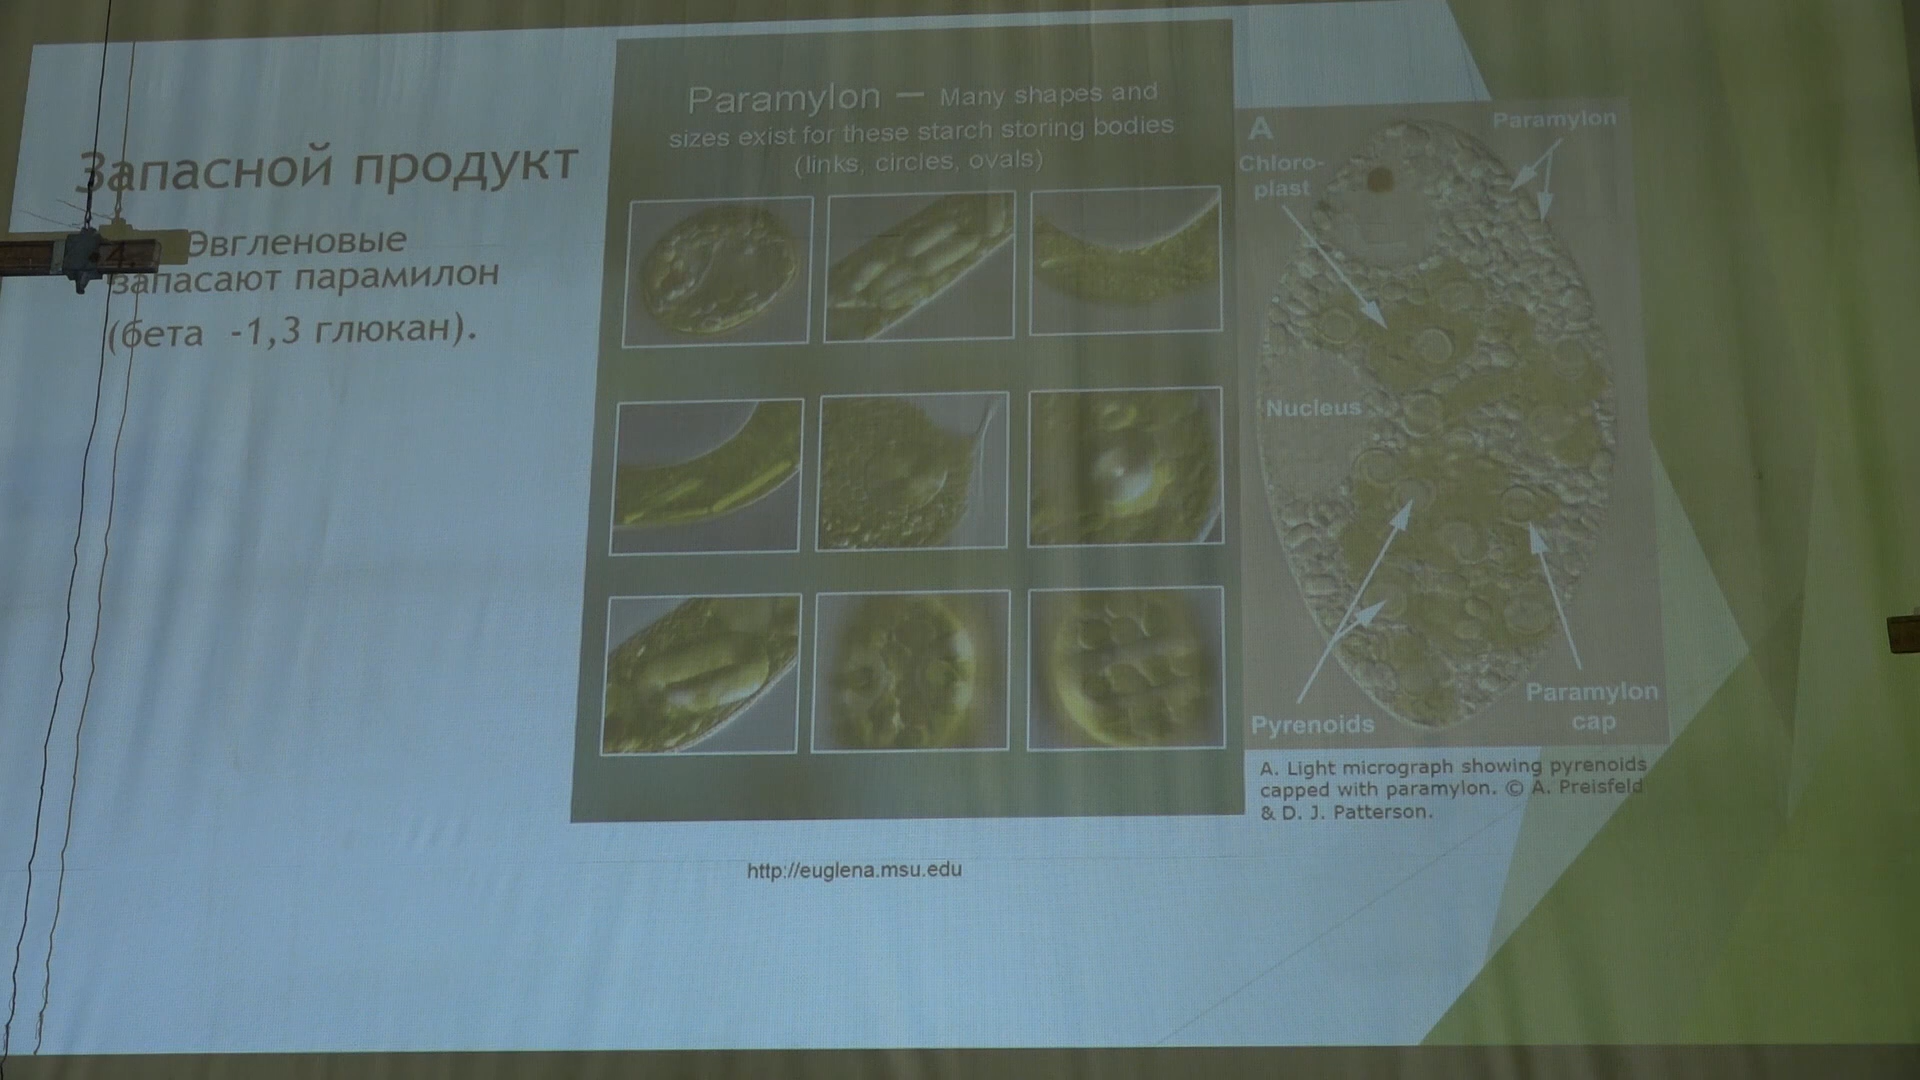 Запасной продукт
4. Эвгленовые
запасают парамилон
(бета -1,3 глюкан).
Paramylon — Many shapes and
sizes exist for these starch storing bodies
(links, circles, ovals)
A
Paramylon
Chloro-
plast
Nucleus
Pyrenoids
Paramylon
cap
A. Light micrograph showing pyrenoids
capped with paramylon. © A. Preisfeld
& D. J. Patterson.
http://euglena.msu.edu